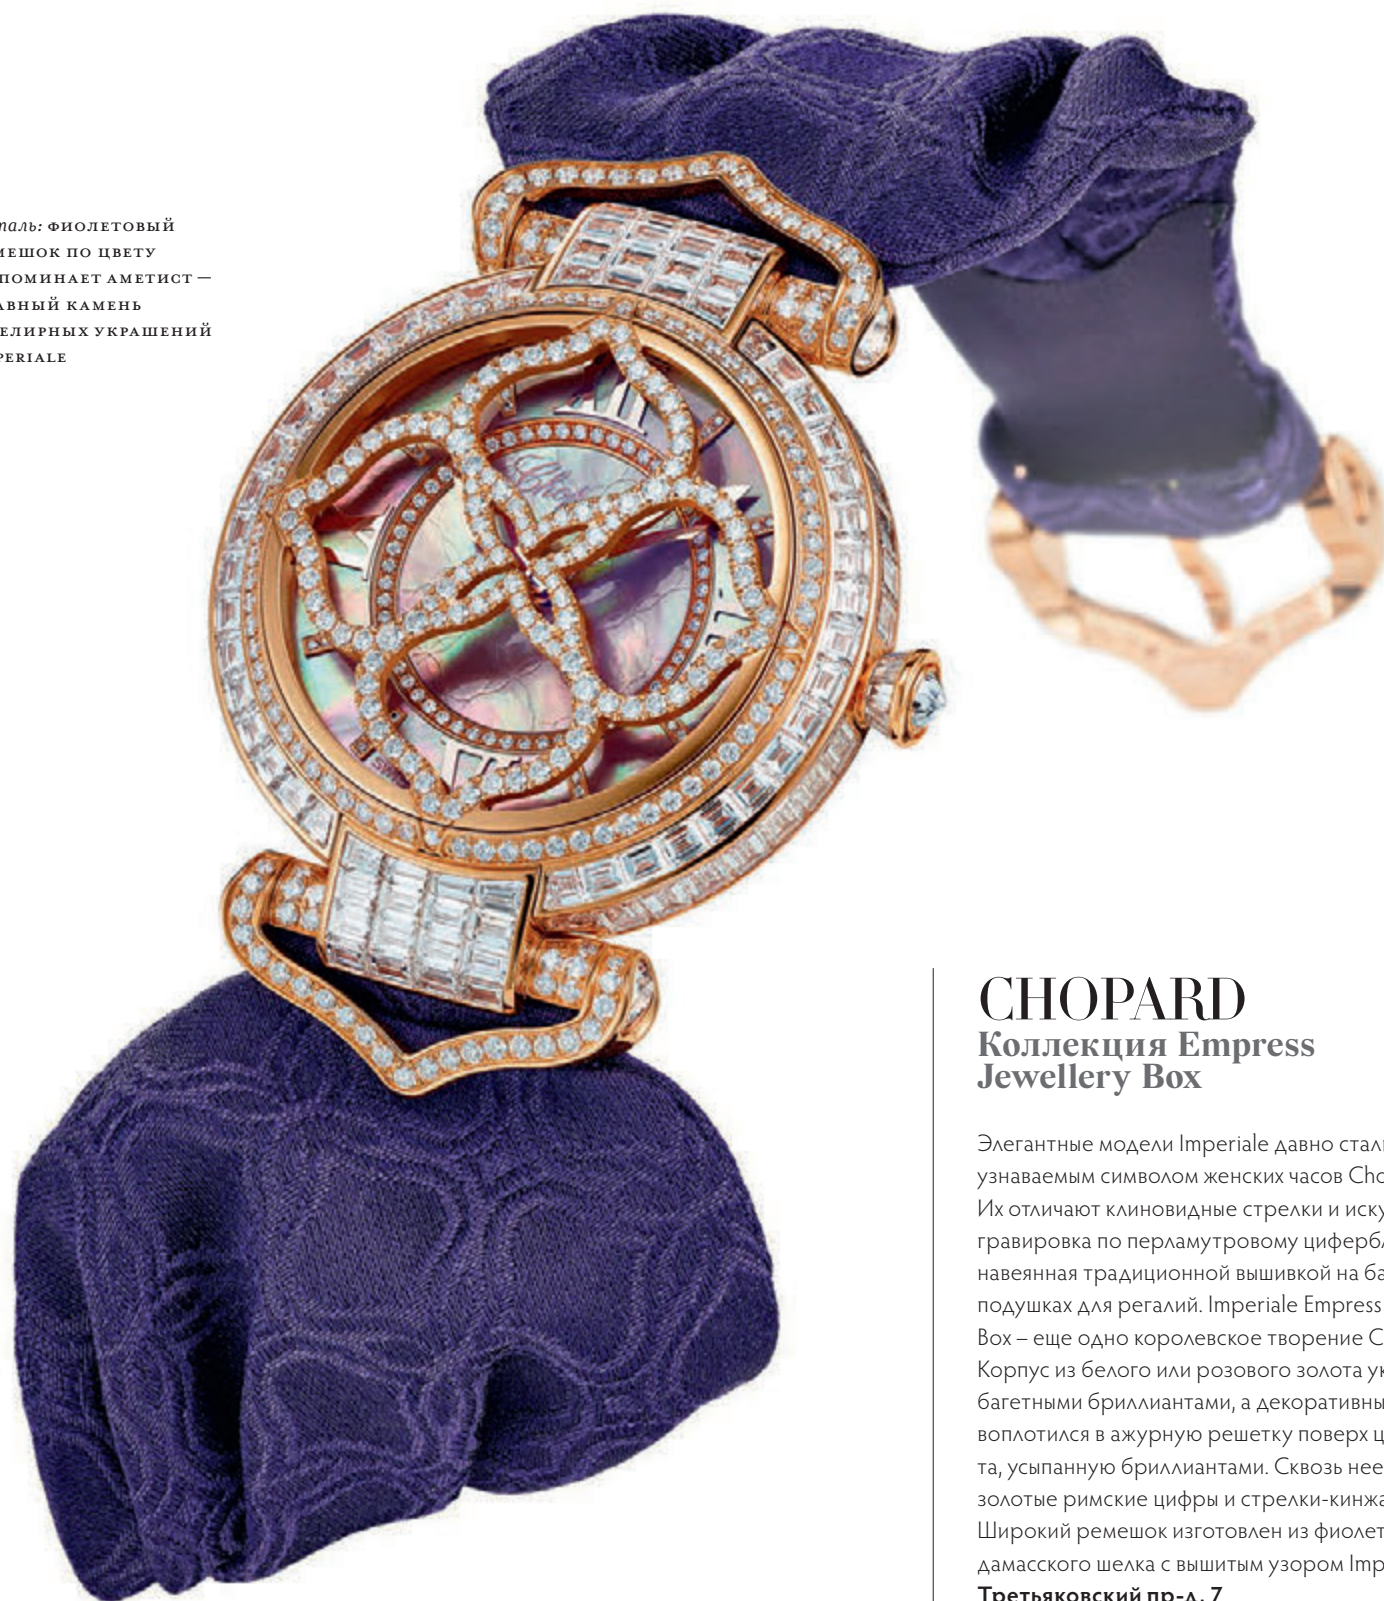 таль: ФИОЛЕТОВЫЙ
МЕШОК ПО ЦВЕТУ
ПОМИНАЕТ АМЕТИСТ —
АВНЫЙ КАМЕНЬ
ЕЛИРНЫХ УКРАШЕНИЙ
PERIALE
CHOPARD
Коллекция Empress
Jewellery Box
Элегантные модели Imperiale давно стал
узнаваемым символом женских часов Cho
Их отличают клиновидные стрелки и иску
гравировка по перламутровому цифербл
навеянная традиционной вышивкой на ба
подушках для регалий. Imperiale Empress
Box – еще одно королевское творение C
Корпус из белого или розового золота ук
багетными бриллиантами, а декоративны
воплотился в ажурную решетку поверх ц
та, усыпанную бриллиантами. Сквозь нее
золотые римские цифры и стрелки-кинжа
Широкий ремешок изготовлен из фиолет
дамасского шелка с вышитым узором Imp
Третьяковский пр-д, 7